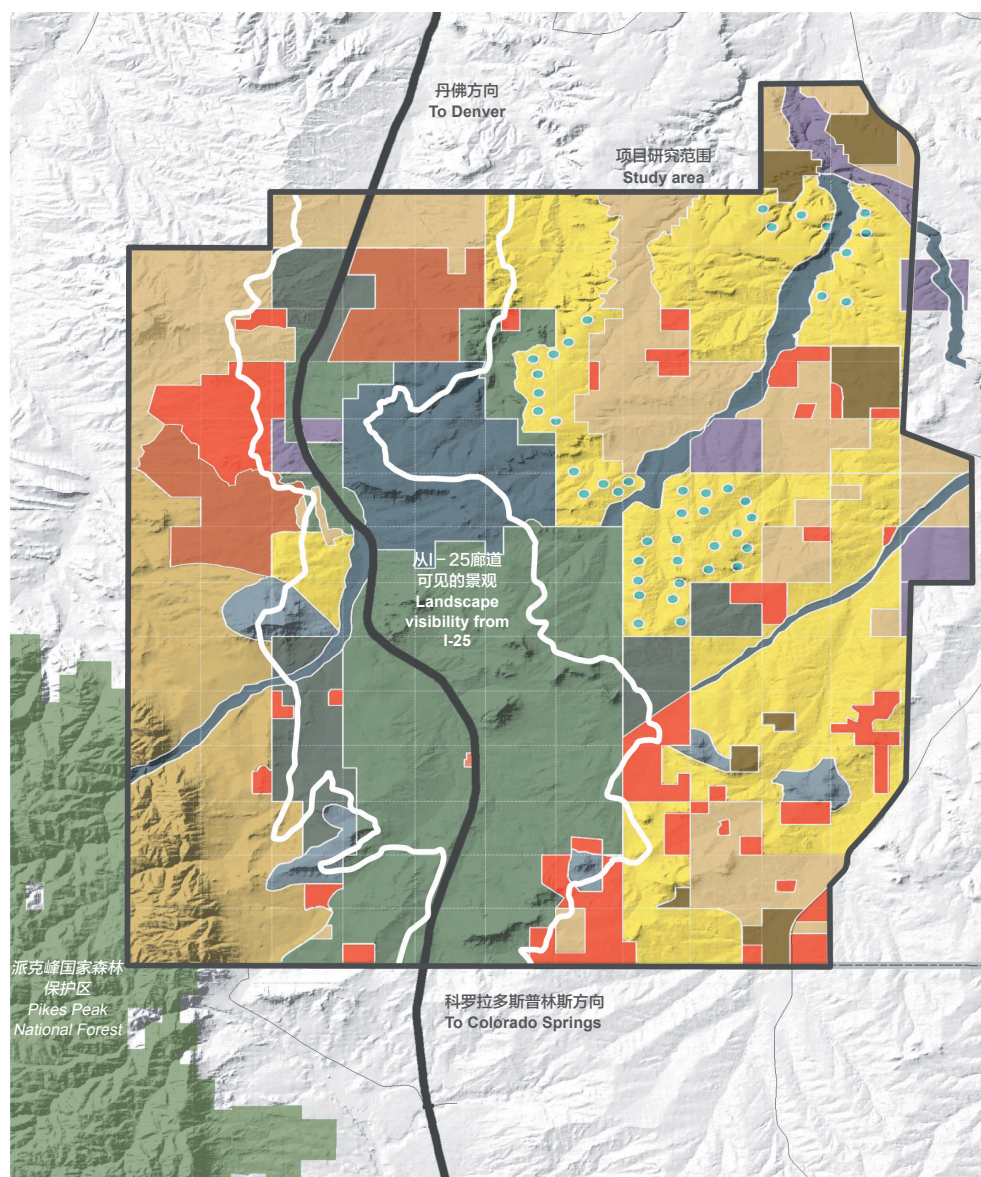 丹佛方向
To Denver
项目研究范围
Study area
从I－25廊道
可见的景观
Landscape
visibility from
I-25
派克峰国家森林
保护区
Pikes Peak
National Forest
科罗拉多斯普林斯方向
To Colorado Springs